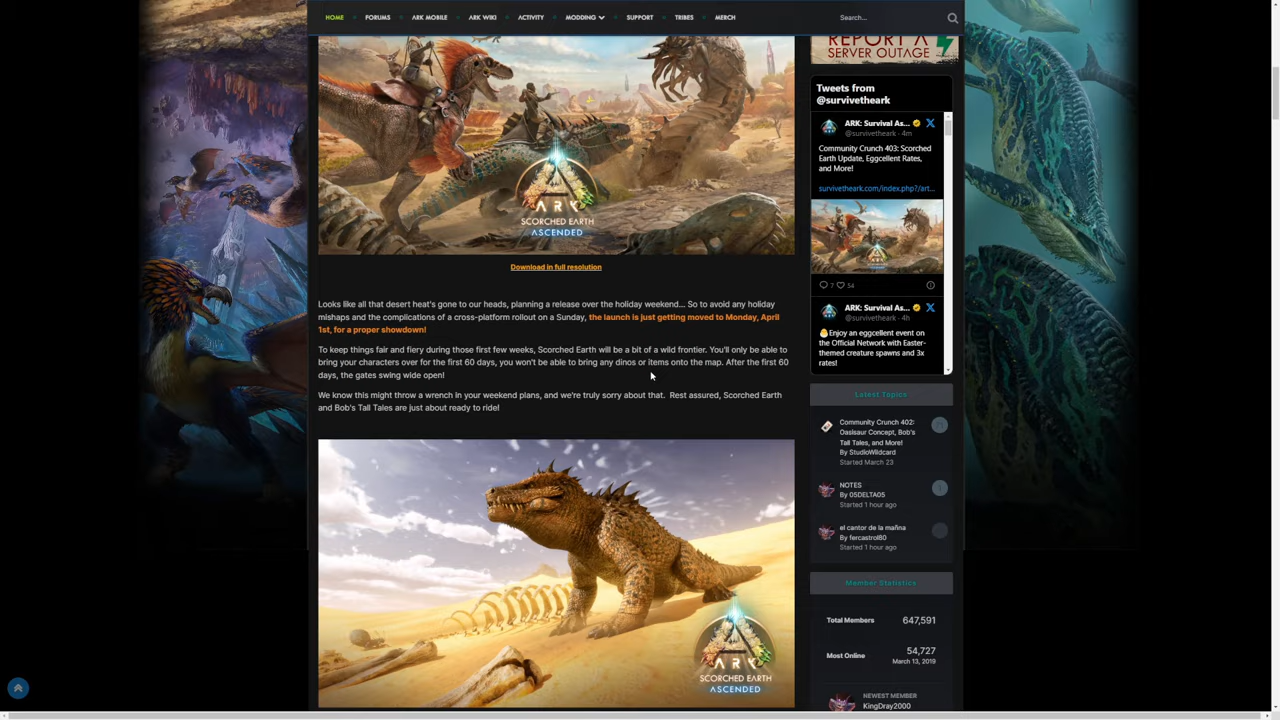 HOME
FORUMS
ARK MOBILE
ARK WIKI
ACTIVITY
MODDING
SUPPORT
TRIBES
MERCH
Search...
ARK
SCORCHED EARTH
ASCENDED
Download in full resolution
Looks like all that desert heat's gone to our heads, planning a release over the holiday weekend... So to avoid any holiday
mishaps and the complications of a cross-platform rollout on a Sunday, the launch is just getting moved to Monday, April
1st, for a proper showdown!
To keep things fair and fiery during those first few weeks, Scorched Earth will be a bit of a wild frontier. You'll only be able to
bring your characters over for the first 60 days, you won't be able to bring any dinos or items onto the map. After the first 60
days, the gates swing wide open!
We know this might throw a wrench in your weekend plans, and we're truly sorry about that. Rest assured, Scorched Earth
and Bob's Tall Tales are just about ready to ride!
ARK
SCORCHED EARTH
ASCENDED
REPORT A
SERVER OUTAGE
Tweets from
@survivetheark
ARK: Survival As...
@survivetheark · 4m
Community Crunch 403: Scorched
Earth Update, Eggcellent Rates,
and More!
survivetheark.com/index.php?/art...
7 54
ARK: Survival As...
@survivetheark · 4h
🐣Enjoy an eggcellent event on
the Official Network with Easter-
themed creature spawns and 3x
rates!
Latest Topics
Community Crunch 402:
Oasisaur Concept, Bob's
Tall Tales, and More!
By StudioWildcard
Started March 23
NOTES
By 05DELTA05
Started 1 hour ago
el cantor de la mañna
By fercastrol80
Started 1 hour ago
Member Statistics
Total Members 647,591
Most Online 54,727
March 13, 2019
NEWEST MEMBER
KingDray2000